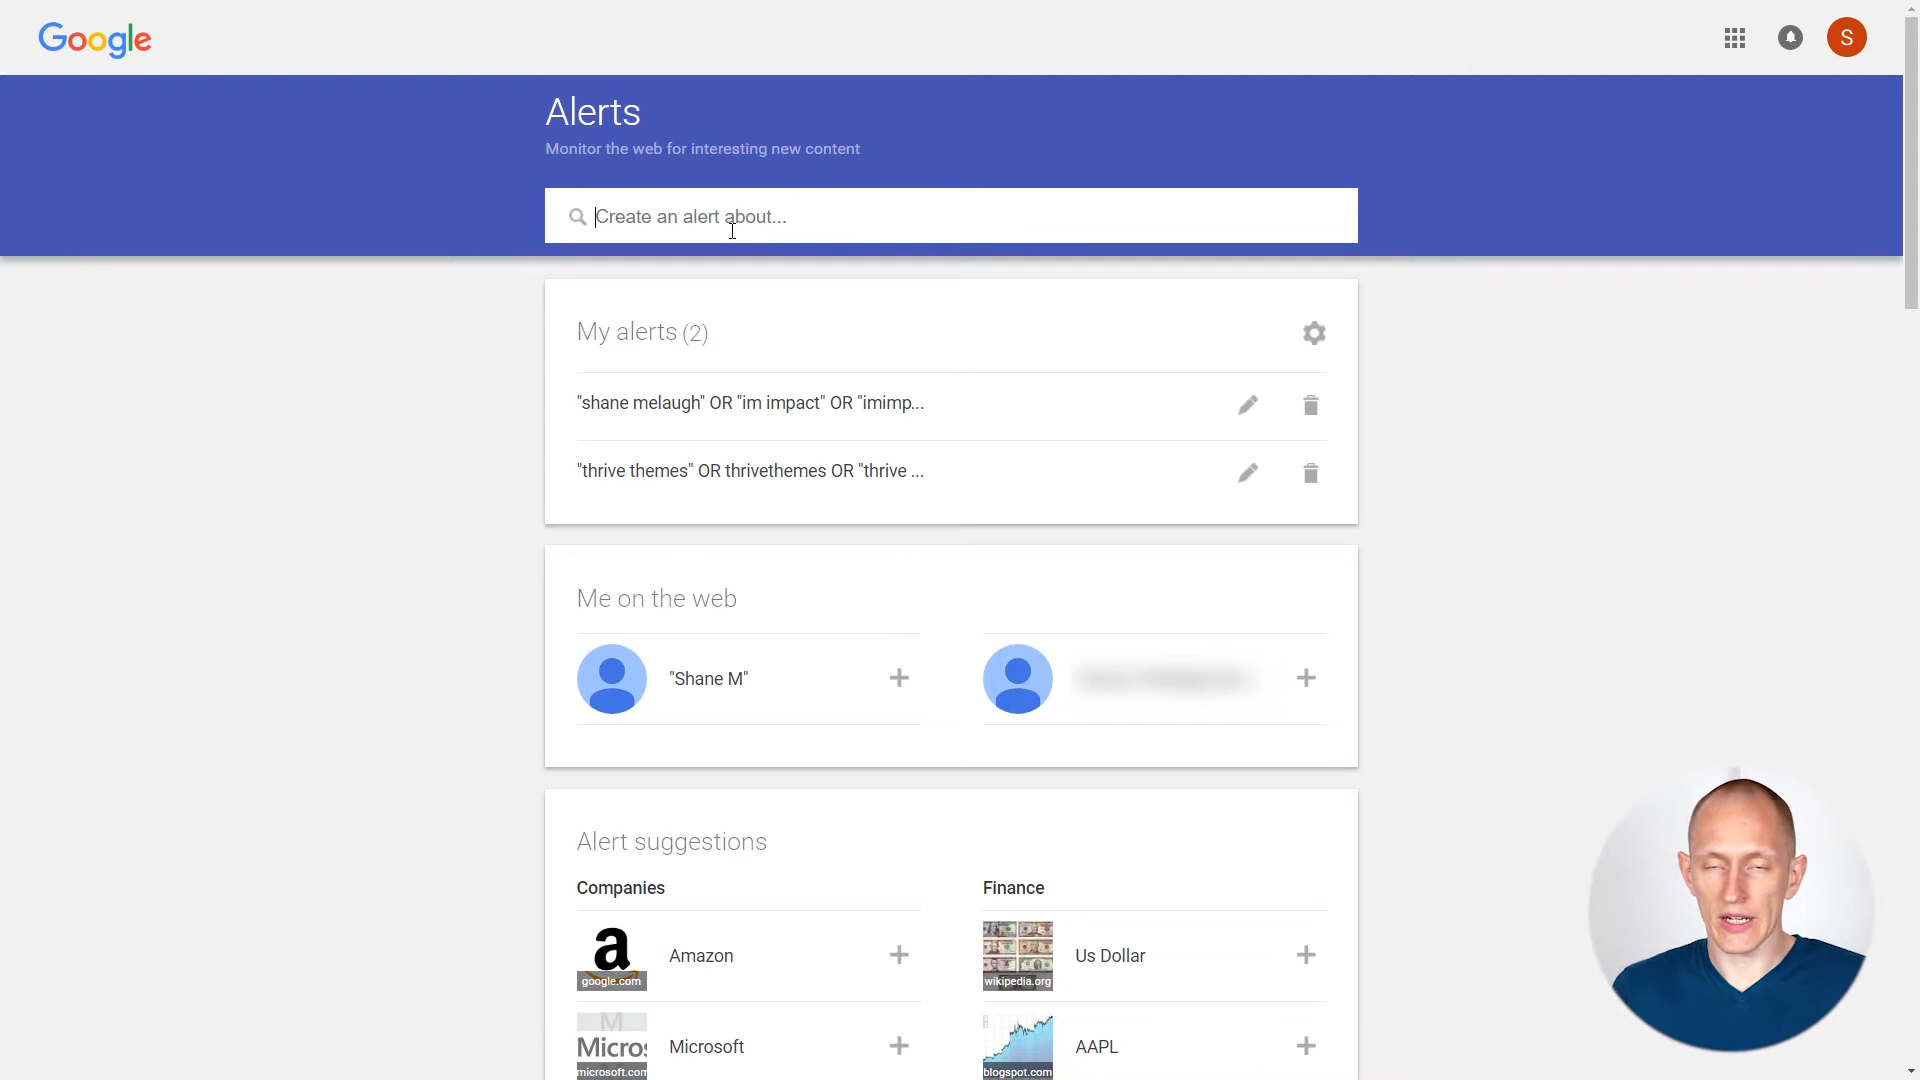 Google
S
Alerts
Monitor the web for interesting new content
Create an alert about...
My alerts (2)
"shane melaugh" OR "im impact" OR "imimp...
"thrive themes" OR thrivethemes OR "thrive ...
Me on the web
"Shane M"
Alert suggestions
Companies
Finance
a
google.com
Amazon
wikipedia.org
Us Dollar
M
Micros
microsoft.com
Microsoft
blogspot.com
AAPL